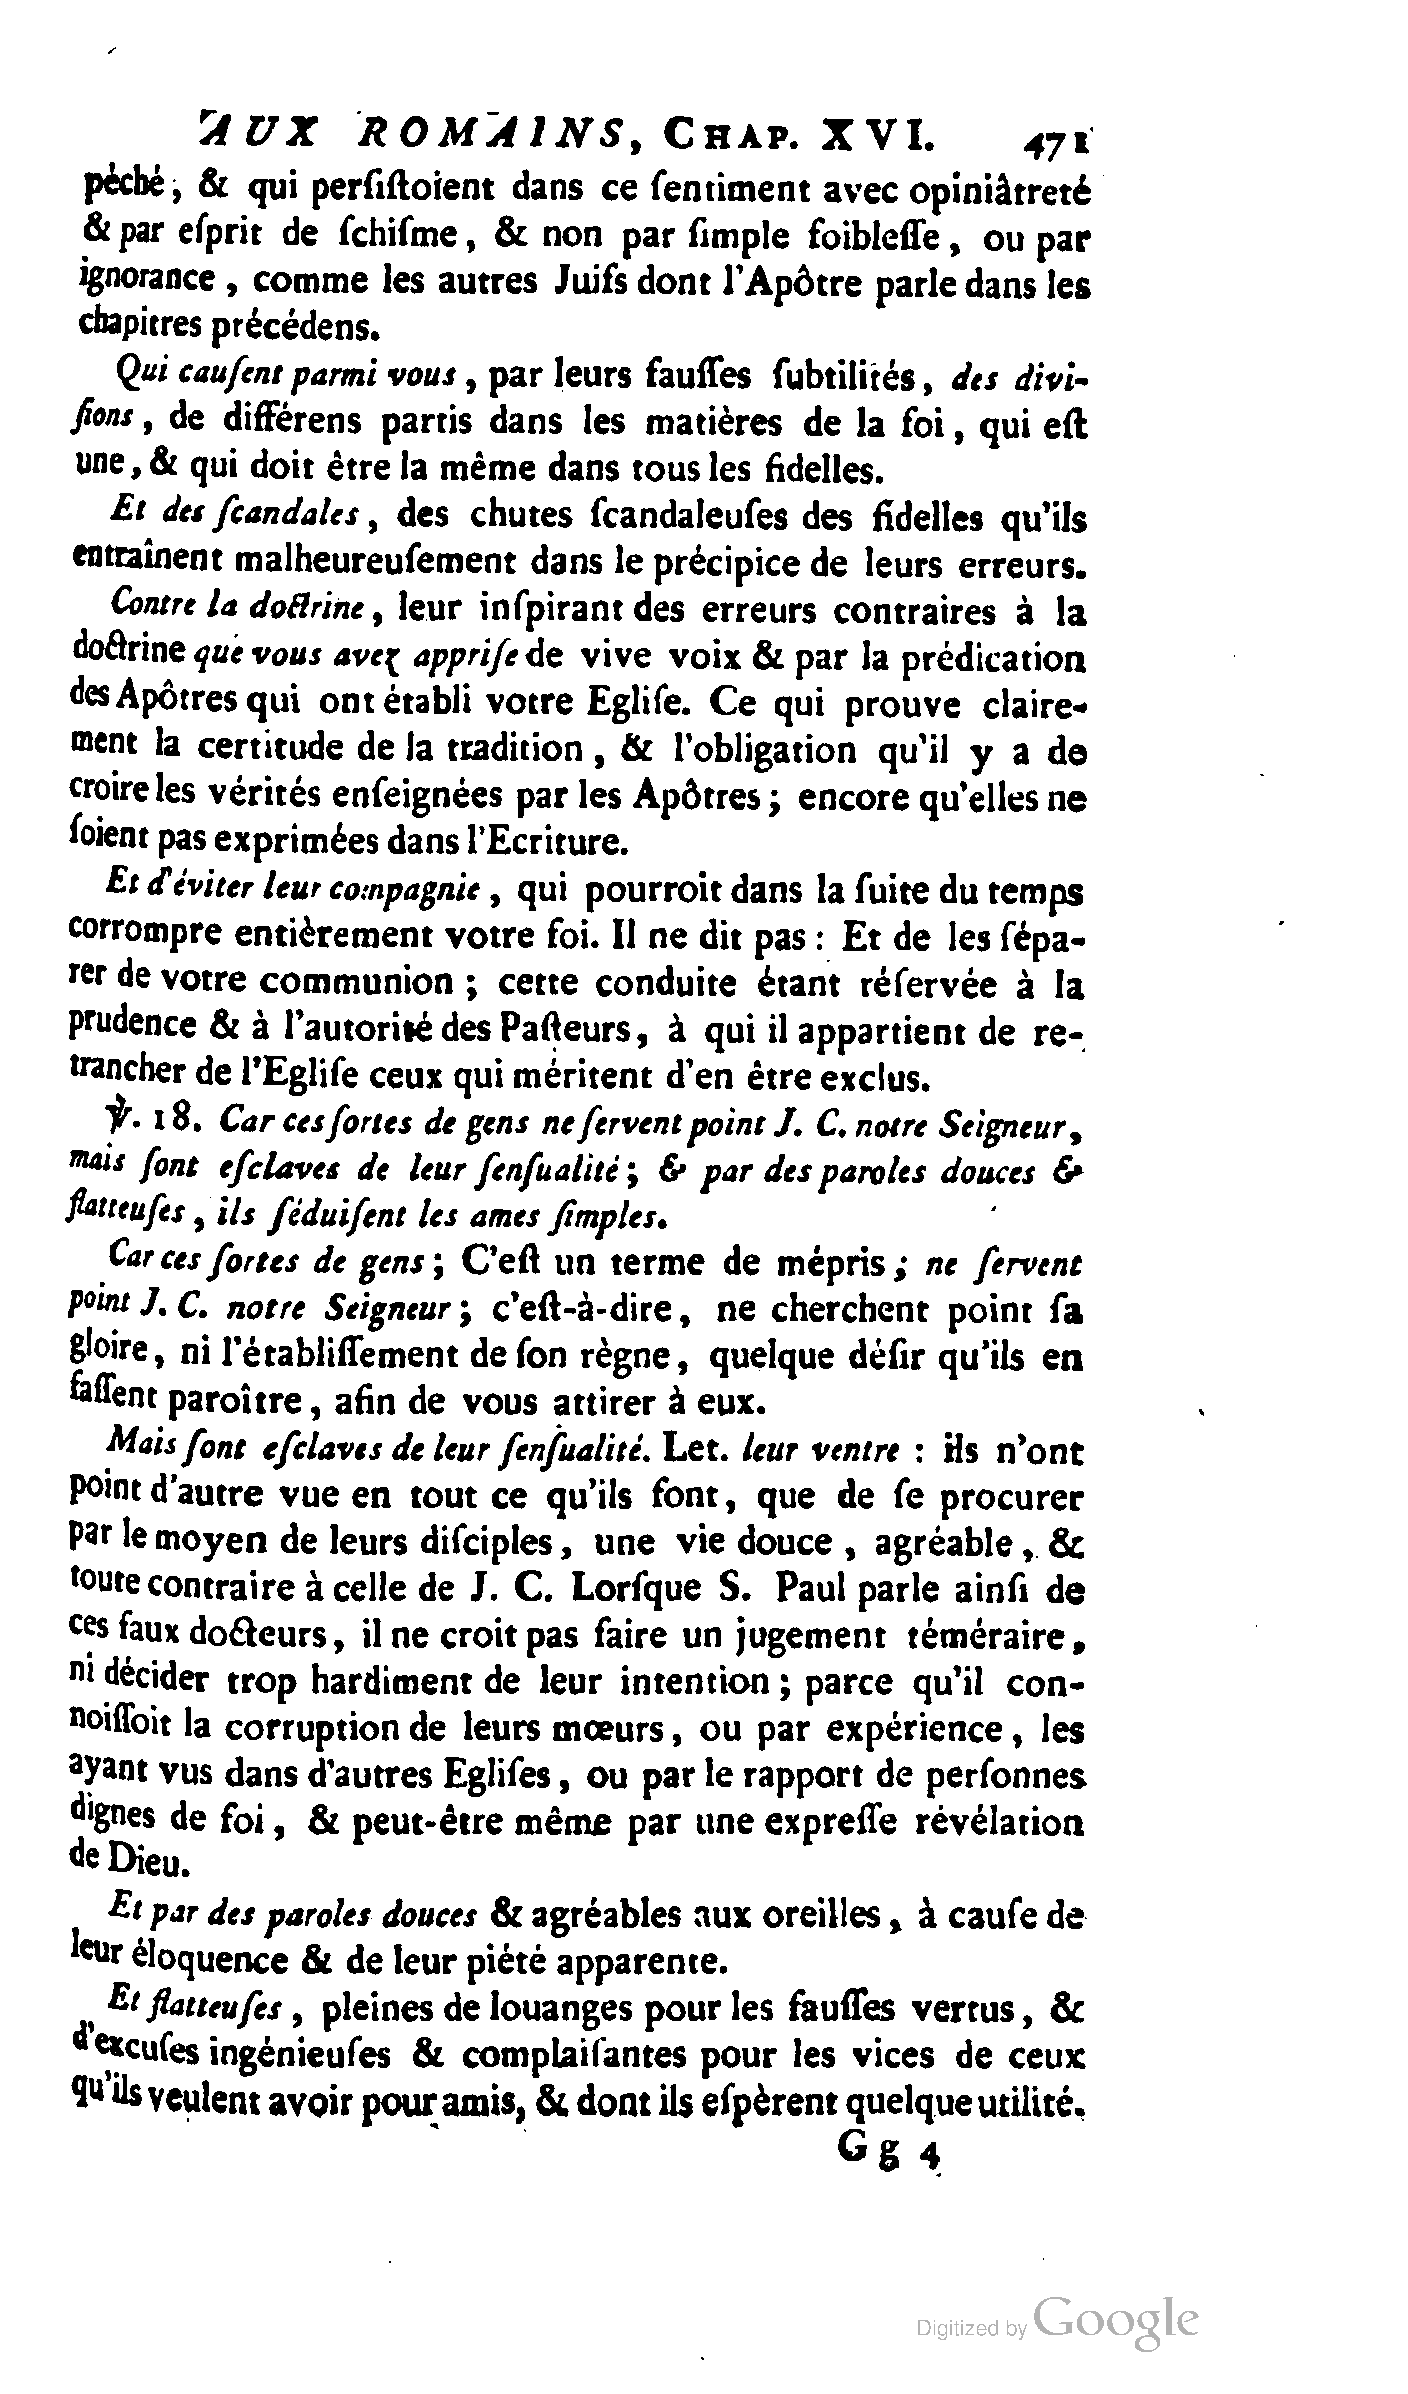 AUX ROMAINS, CHAP. XVI. 471
péché, & qui perſiſtoient dans ce ſentiment avec opiniâtreté
& par eſprit de ſchiſme, & non par ſimple foibleſſe, ou par
ignorance, comme les autres Juifs dont l'Apôtre parle dans les
chapitres précédens.
Qui cauſent parmi vous, par leurs fauſſes ſubtilités, des divi-
ſions, de différens partis dans les matières de la foi, qui eſt
une, & qui doit être la même dans tous les fidelles.
Et des ſcandales, des chutes ſcandaleuſes des fidelles qu'ils
entraînent malheureuſement dans le précipice de leurs erreurs.
Contre la doctrine, leur inſpirant des erreurs contraires à la
doctrine que vous avez appriſe de vive voix & par la prédication
des Apôtres qui ont établi votre Egliſe. Ce qui prouve claire-
ment la certitude de la tradition, & l'obligation qu'il y a de
croire les vérités enſeignées par les Apôtres; encore qu'elles ne
ſoient pas exprimées dans l'Ecriture.
Et d'éviter leur compagnie, qui pourroit dans la ſuite du temps
corrompre entièrement votre foi. Il ne dit pas : Et de les ſépa-
rer de votre communion; cette conduite étant réſervée à la
prudence & à l'autorité des Paſteurs, à qui il appartient de re-
trancher de l'Egliſe ceux qui méritent d'en être exclus.
℣. 18. Car ces ſortes de gens ne ſervent point J. C. notre Seigneur,
mais ſont eſclaves de leur ſenſualité; & par des paroles douces &
flatteuſes, ils ſéduiſent les ames ſimples.
Car ces ſortes de gens; C'eſt un terme de mépris; ne ſervent
point J. C. notre Seigneur; c'eſt-à-dire, ne cherchent point ſa
gloire, ni l'établiſſement de ſon règne, quelque déſir qu'ils en
faſſent paroître, afin de vous attirer à eux.
Mais ſont eſclaves de leur ſenſualité. Let. leur ventre : ils n'ont
point d'autre vue en tout ce qu'ils font, que de ſe procurer
par le moyen de leurs diſciples, une vie douce, agréable, &
toute contraire à celle de J. C. Lorſque S. Paul parle ainſi de
ces faux docteurs, il ne croit pas faire un jugement téméraire,
ni décider trop hardiment de leur intention; parce qu'il con-
noiſſoit la corruption de leurs mœurs, ou par expérience, les
ayant vus dans d'autres Egliſes, ou par le rapport de perſonnes
dignes de foi, & peut-être même par une expreſſe révélation
de Dieu.
Et par des paroles douces & agréables aux oreilles, à cauſe de
leur éloquence & de leur piété apparente.
Et flatteuſes, pleines de louanges pour les fauſſes vertus, &
d'excuſes ingénieuſes & complaiſantes pour les vices de ceux
qu'ils veulent avoir pour amis, & dont ils eſpèrent quelque utilité.
Gg 4
Digitized by Google